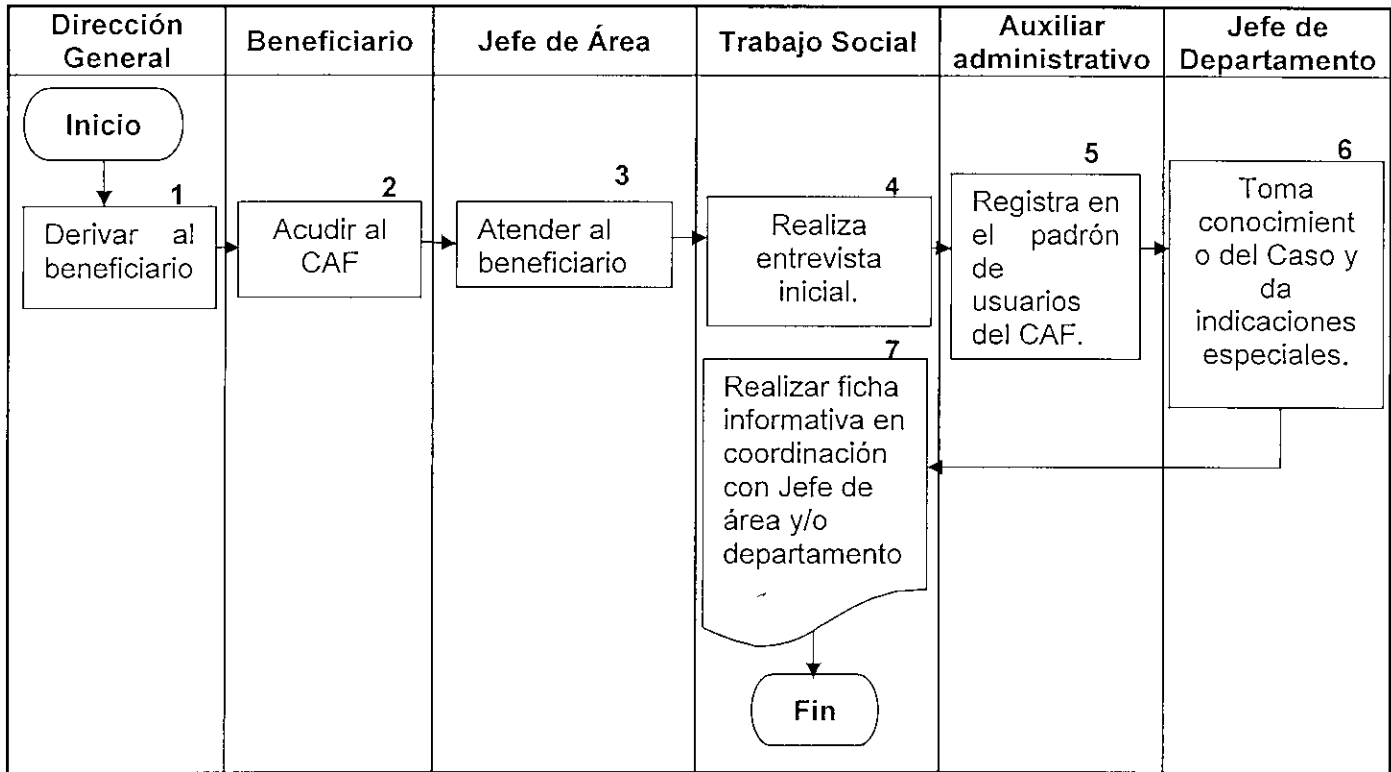 Dirección
General
Beneficiario
Jefe de Área
Trabajo Social
Auxiliar
administrativo
Jefe de
Departamento
Inicio
1
Derivar al
beneficiario
2
Acudir al
CAF
3
Atender al
beneficiario
4
Realiza
entrevista
inicial.
5
Registra en
el padrón
de
usuarios
del CAF.
6
Toma
conocimient
o del Caso y
da
indicaciones
especiales.
7
Realizar ficha
informativa en
coordinación
con Jefe de
área y/o
departamento
Fin